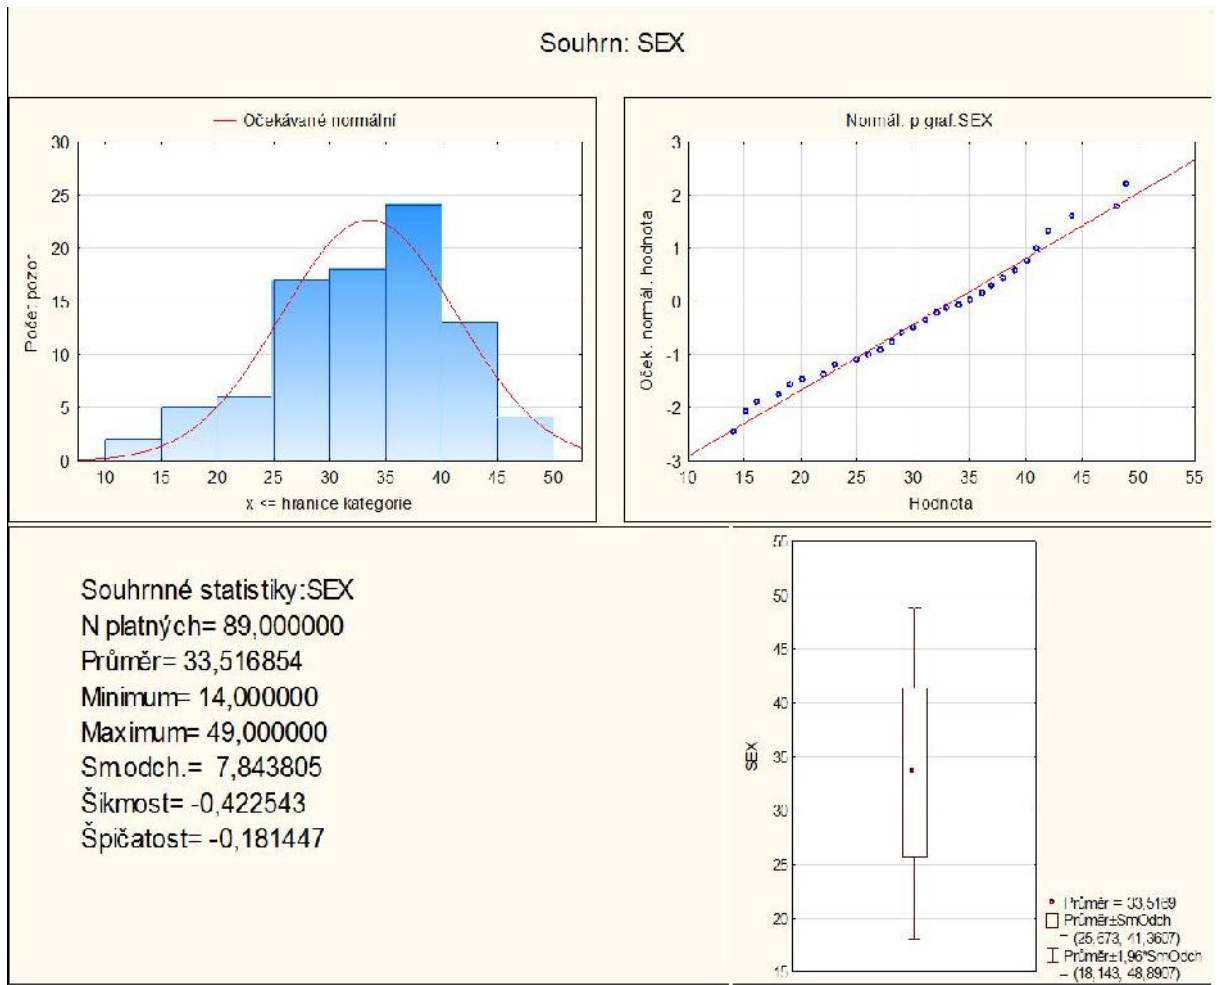 Souhrn: SEX
Očekávané normální
30
25
20
15
10
5
0
Počet pozor
10 15 20 25 30 35 40 45 50
x <= hranice kategorie
Normál. p graf.SEX
3
2
1
0
-1
-2
-3
Oček. normál. hodnota
10 15 20 25 30 35 40 45 50 55
Hodnota
Souhrnné statistiky:SEX
N platných= 89,000000
Průměr= 33,516854
Minimum= 14,000000
Maximum= 49,000000
Sm.odch.= 7,843805
Šikmost= -0,422543
Špičatost= -0,181447
55
50
45
40
35
30
25
20
15
SEX
Průměr = 33,5169
Průměr±SmOdch
= (25,673, 41,3607)
Průměr±1,96*SmOdch
= (18,143, 48,8907)